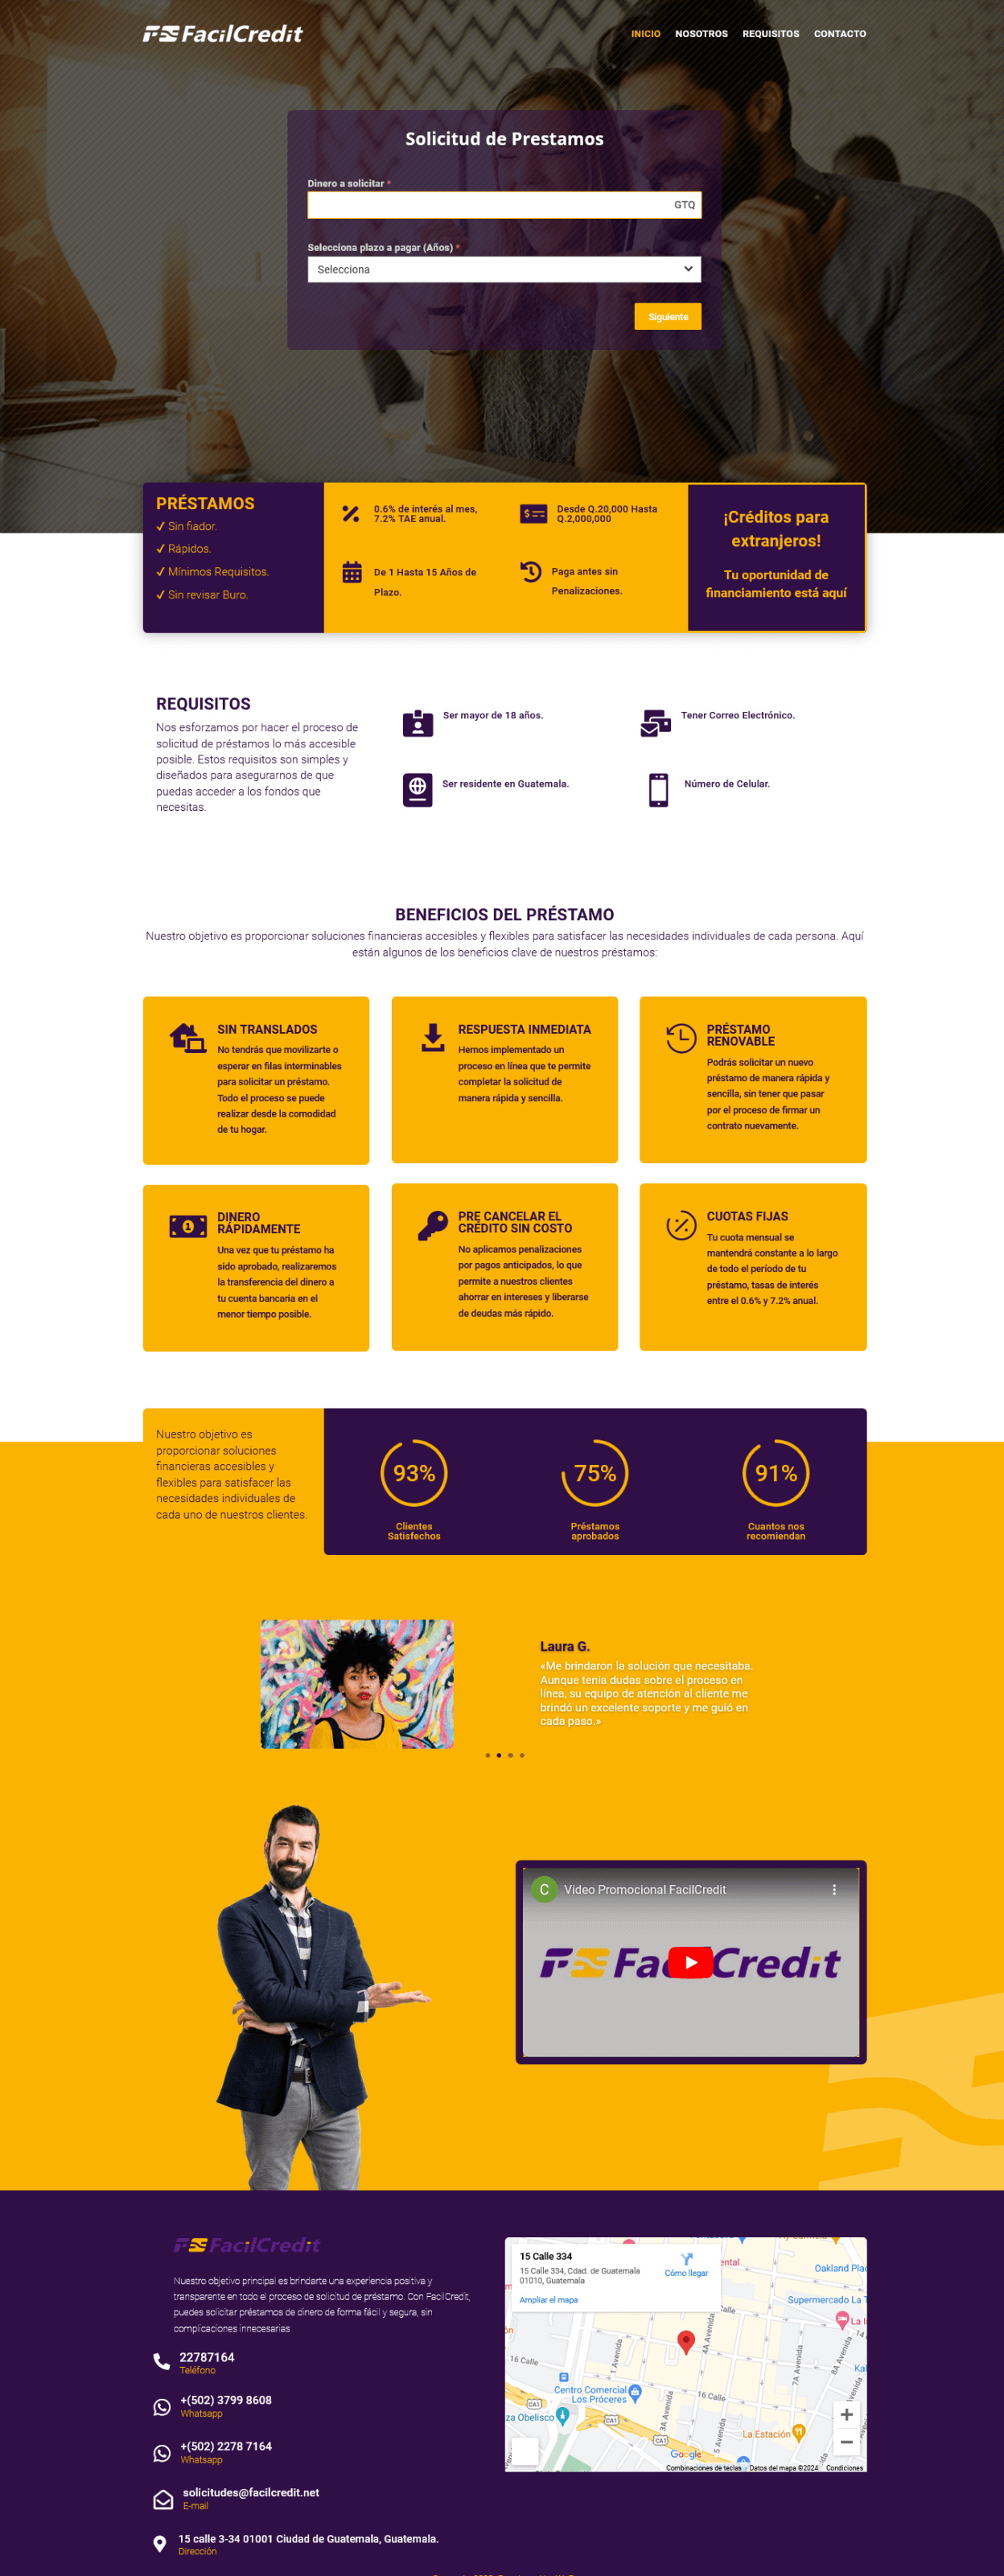 FacilCredit
INICIO NOSOTROS REQUISITOS CONTACTO
Solicitud de Prestamos
Dinero a solicitar *
GTQ
Selecciona plazo a pagar (Años) *
Selecciona
Siguiente
PRÉSTAMOS
✓ Sin fiador.
✓ Rápidos.
✓ Mínimos Requisitos.
✓ Sin revisar Buro.
0.6% de interés al mes,
7.2% TAE anual.
Desde Q.20,000 Hasta
Q.2,000,000
De 1 Hasta 15 Años de
Plazo.
Paga antes sin
Penalizaciones.
¡Créditos para
extranjeros!
Tu oportunidad de
financiamiento está aquí
REQUISITOS
Nos esforzamos por hacer el proceso de
solicitud de préstamos lo más accesible
posible. Estos requisitos son simples y
diseñados para asegurarnos de que
puedas acceder a los fondos que
necesitas.
Ser mayor de 18 años.
Tener Correo Electrónico.
Ser residente en Guatemala.
Número de Celular.
BENEFICIOS DEL PRÉSTAMO
Nuestro objetivo es proporcionar soluciones financieras accesibles y flexibles para satisfacer las necesidades individuales de cada persona. Aquí
están algunos de los beneficios clave de nuestros préstamos:
SIN TRANSLADOS
No tendrás que movilizarte o
esperar en filas interminables
para solicitar un préstamo.
Todo el proceso se puede
realizar desde la comodidad
de tu hogar.
RESPUESTA INMEDIATA
Hemos implementado un
proceso en línea que te permite
completar la solicitud de
manera rápida y sencilla.
PRÉSTAMO
RENOVABLE
Podrás solicitar un nuevo
préstamo de manera rápida y
sencilla, sin tener que pasar
por el proceso de firmar un
contrato nuevamente.
DINERO
RÁPIDAMENTE
Una vez que tu préstamo ha
sido aprobado, realizaremos
la transferencia del dinero a
tu cuenta bancaria en el
menor tiempo posible.
PRE CANCELAR EL
CRÉDITO SIN COSTO
No aplicamos penalizaciones
por pagos anticipados, lo que
permite a nuestros clientes
ahorrar en intereses y liberarse
de deudas más rápido.
CUOTAS FIJAS
Tu cuota mensual se
mantendrá constante a lo largo
de todo el período de tu
préstamo, tasas de interés
entre el 0.6% y 7.2% anual.
Nuestro objetivo es
proporcionar soluciones
financieras accesibles y
flexibles para satisfacer las
necesidades individuales de
cada uno de nuestros clientes.
93%
Clientes
Satisfechos
75%
Préstamos
aprobados
91%
Cuantos nos
recomiendan
Laura G.
«Me brindaron la solución que necesitaba.
Aunque tenía dudas sobre el proceso en
línea, su equipo de atención al cliente me
brindó un excelente soporte y me guió en
cada paso.»
C Video Promocional FacilCredit
Fac Credit
FacilCredit
Nuestro objetivo principal es brindarte una experiencia positiva y
transparente en todo el proceso de solicitud de préstamo. Con FacilCredit,
puedes solicitar préstamos de dinero de forma fácil y segura, sin
complicaciones innecesarias
22787164
Teléfono
+(502) 3799 8608
Whatsapp
+(502) 2278 7164
Whatsapp
solicitudes@facilcredit.net
E-mail
15 calle 3-34 01001 Ciudad de Guatemala, Guatemala.
Dirección
15 Calle 334
15 Calle 334, Cdad. de Guatemala
01010, Guatemala
Cómo llegar
Ampliar el mapa
ental
Oakland Plac
Supermercado La T
La I
Calle
4A Avenida
8A
16 Calle
1 Avenida
7A Avenida
Kal
Centro Comercial
Los Próceres
16 Calle
Avenida
CA1
za Obelisco
CA1
La Estación
CA1
5A
Google
Combinaciones de teclas Datos del mapa ©2024 Condiciones